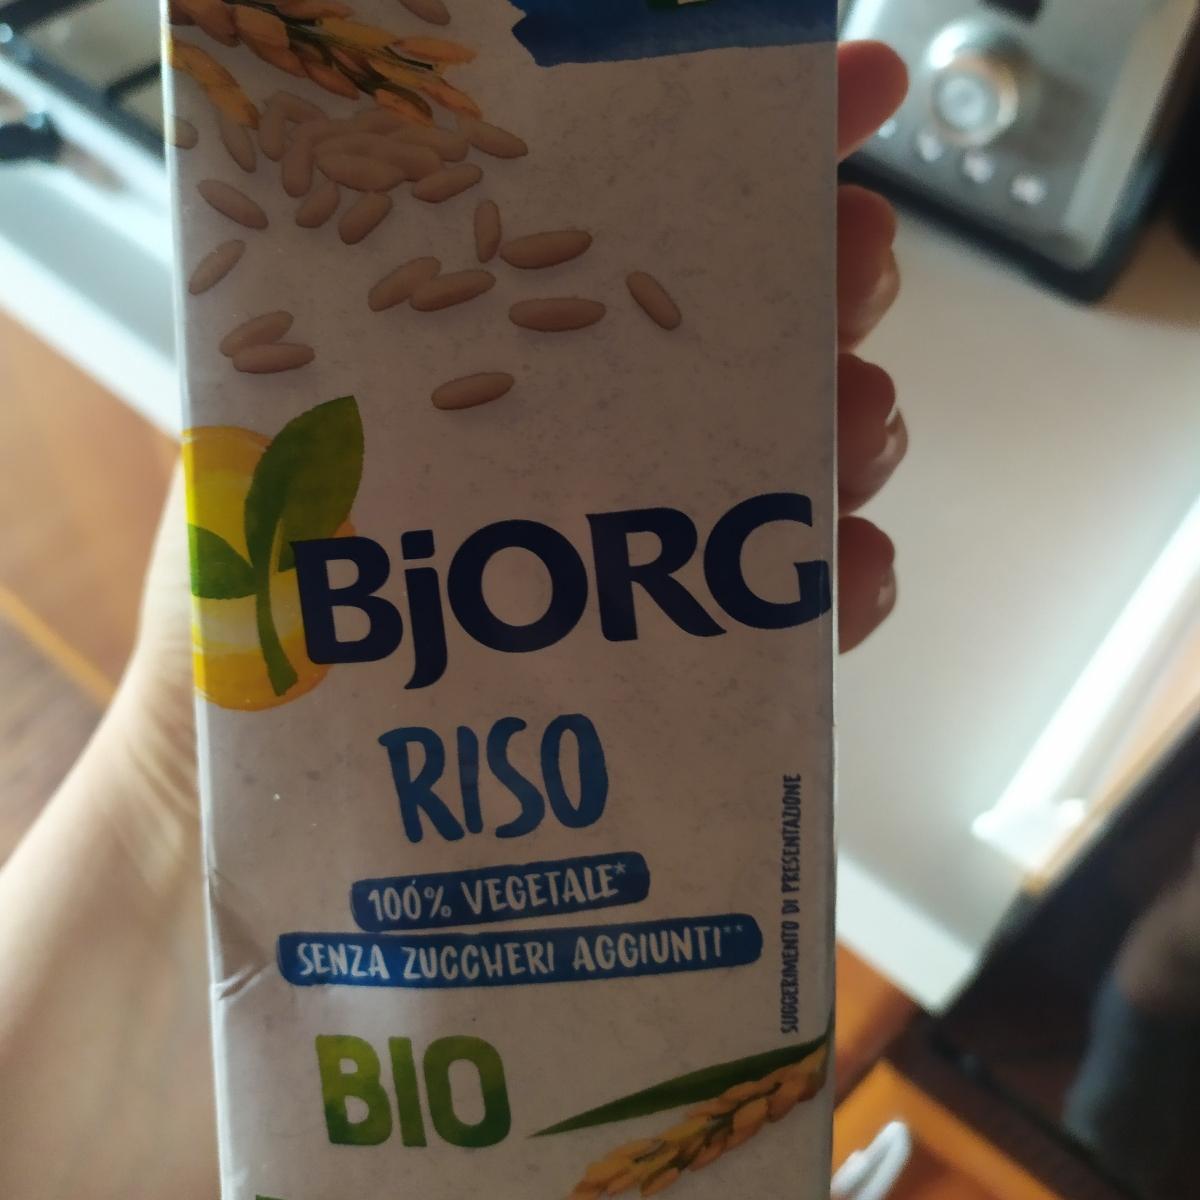 BjORG
RISO
100% VEGETALE*
SENZA ZUCCHERI AGGIUNTI**
SUGGERIMENTO DI PRESENTAZIONE
BIO